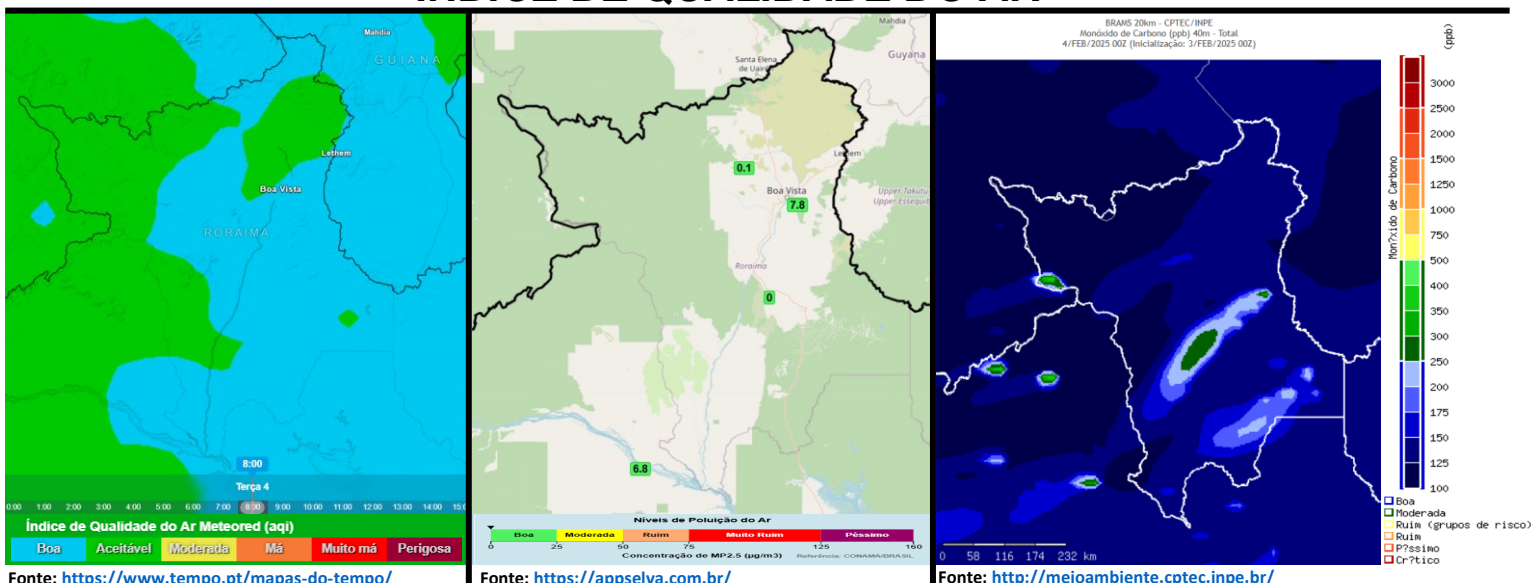 ÍNDICE DE QUALIDADE DO AR
Mahdia
GUIANA
Lethem
Boa Vista
RORAIMA
8:00
Terça 4
0:00 1:00 2:00 3:00 4:00 5:00 6:00 7:00 8:00 9:00 10:00 11:00 12:00 13:00 14:00 15:0
Índice de Qualidade do Ar Meteored (aqi)
Boa Aceitável Moderada Má Muito má Perigosa
Fonte: https://www.tempo.pt/mapas-do-tempo/
Mahdia
Guyana
Santa Elena
de Uairén
Lethem
0.1
Boa Vista
7.8
Upper Takutu
Upper Essequib
Roraima
0
6.8
Níveis de Poluição do Ar
Boa Moderada Ruim Muito Ruim Péssimo
0 25 50 75 125 160
Concentração de MP2.5 (µg/m3) Referência: CONAMA/BRASIL
Fonte: https://appselva.com.br/
BRAMS 20km - CPTEC/INPE
Monóxido de Carbono (ppb) 40m - Total
4/FEB/2025 00Z (Inicialização: 3/FEB/2025 00Z)
(ppb)
Mon?xido de Carbono
3000
2500
2000
1500
1250
1000
750
500
400
350
300
250
200
175
150
125
100
0 58 116 174 232 km
Boa
Moderada
Ruim (grupos de risco)
Ruim
P?ssimo
Cr?tico
Fonte: http://meioambiente.cptec.inpe.br/